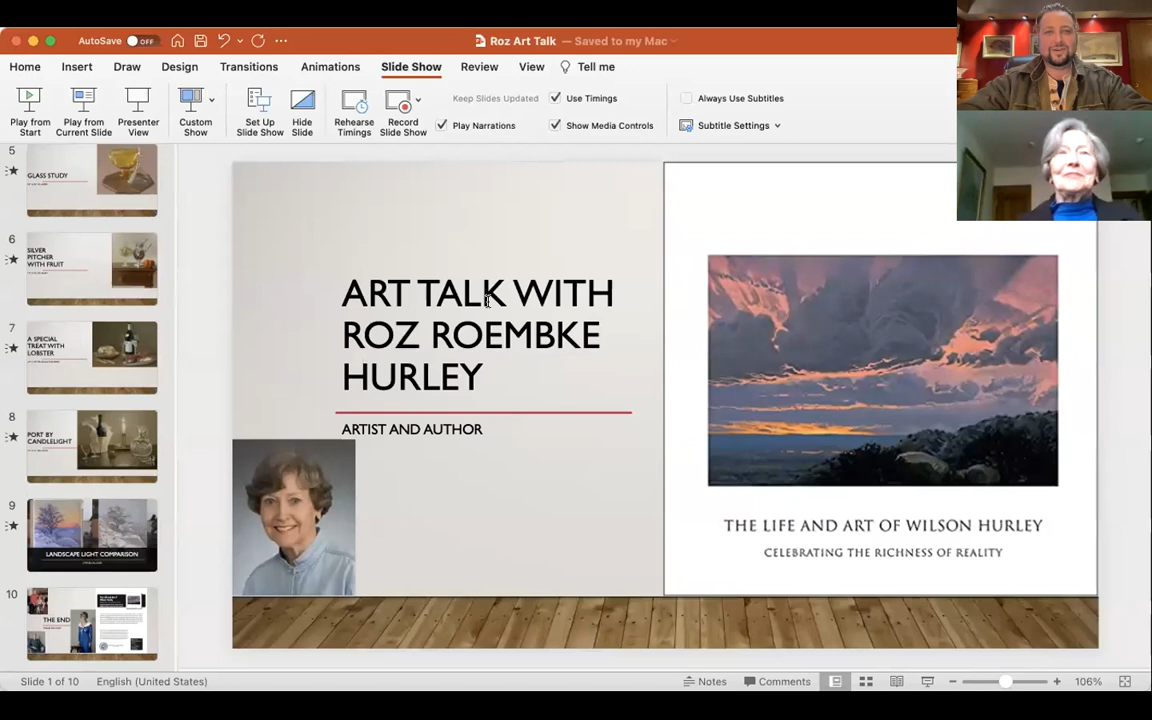 AutoSave OFF
Roz Art Talk — Saved to my Mac
Home Insert Draw Design Transitions Animations Slide Show Review View Tell me
Play from Start
Play from Current Slide
Presenter View
Custom Show
Set Up Slide Show
Hide Slide
Rehearse Timings
Record Slide Show
Keep Slides Updated
Use Timings
Play Narrations
Show Media Controls
Always Use Subtitles
Subtitle Settings
5
GLASS STUDY
6
SILVER
PITCHER
WITH FRUIT
7
A SPECIAL
TREAT WITH
LOBSTER
8
PORT BY
CANDLELIGHT
9
LANDSCAPE LIGHT COMPARISON
10
THE END
ART TALK WITH
ROZ ROEMBKE
HURLEY
ARTIST AND AUTHOR
THE LIFE AND ART OF WILSON HURLEY
CELEBRATING THE RICHNESS OF REALITY
Slide 1 of 10 English (United States) Notes Comments 106%